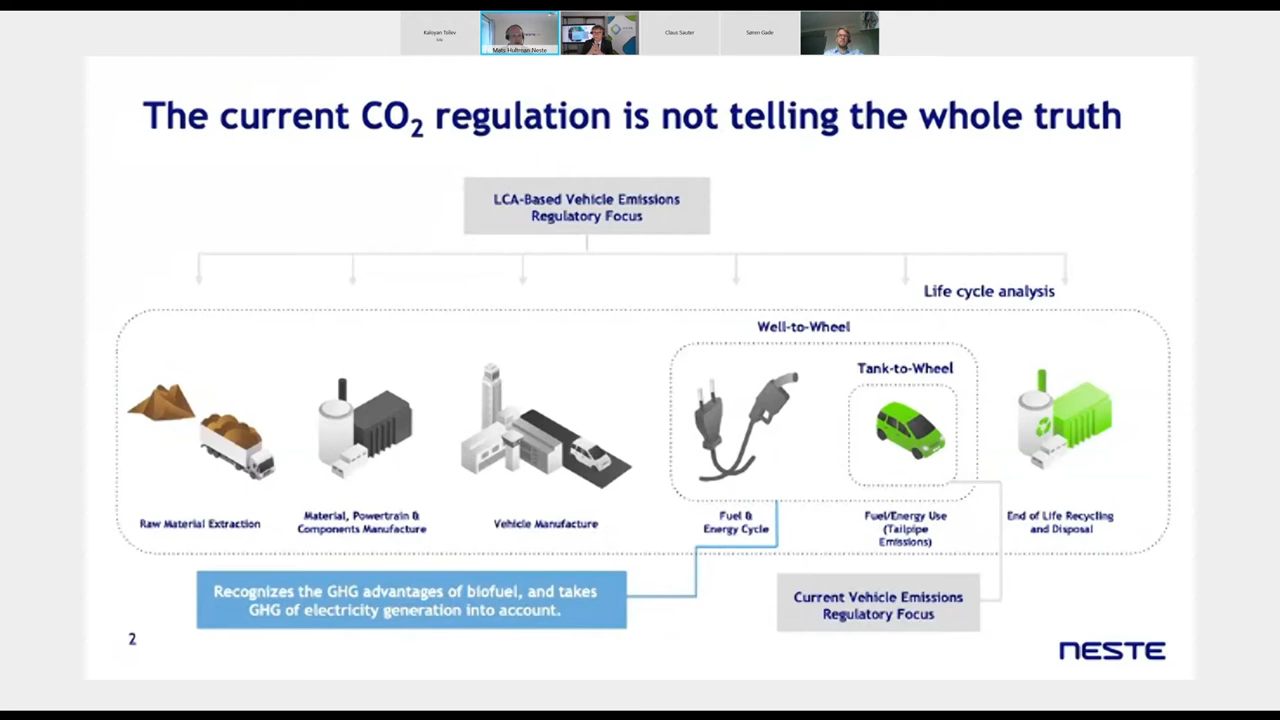 Kaloyan Tollev
Claus Sauter
Søren Gade
Mats Hultman Neste
The current CO2 regulation is not telling the whole truth
LCA-Based Vehicle Emissions
Regulatory Focus
Life cycle analysis
Well-to-Wheel
Tank-to-Wheel
Raw Material Extraction
Material, Powertrain &
Components Manufacture
Vehicle Manufacture
Fuel &
Energy Cycle
Fuel/Energy Use
(Tailpipe
Emissions)
End of Life Recycling
and Disposal
Recognizes the GHG advantages of biofuel, and takes
GHG of electricity generation into account.
Current Vehicle Emissions
Regulatory Focus
2
NESTE